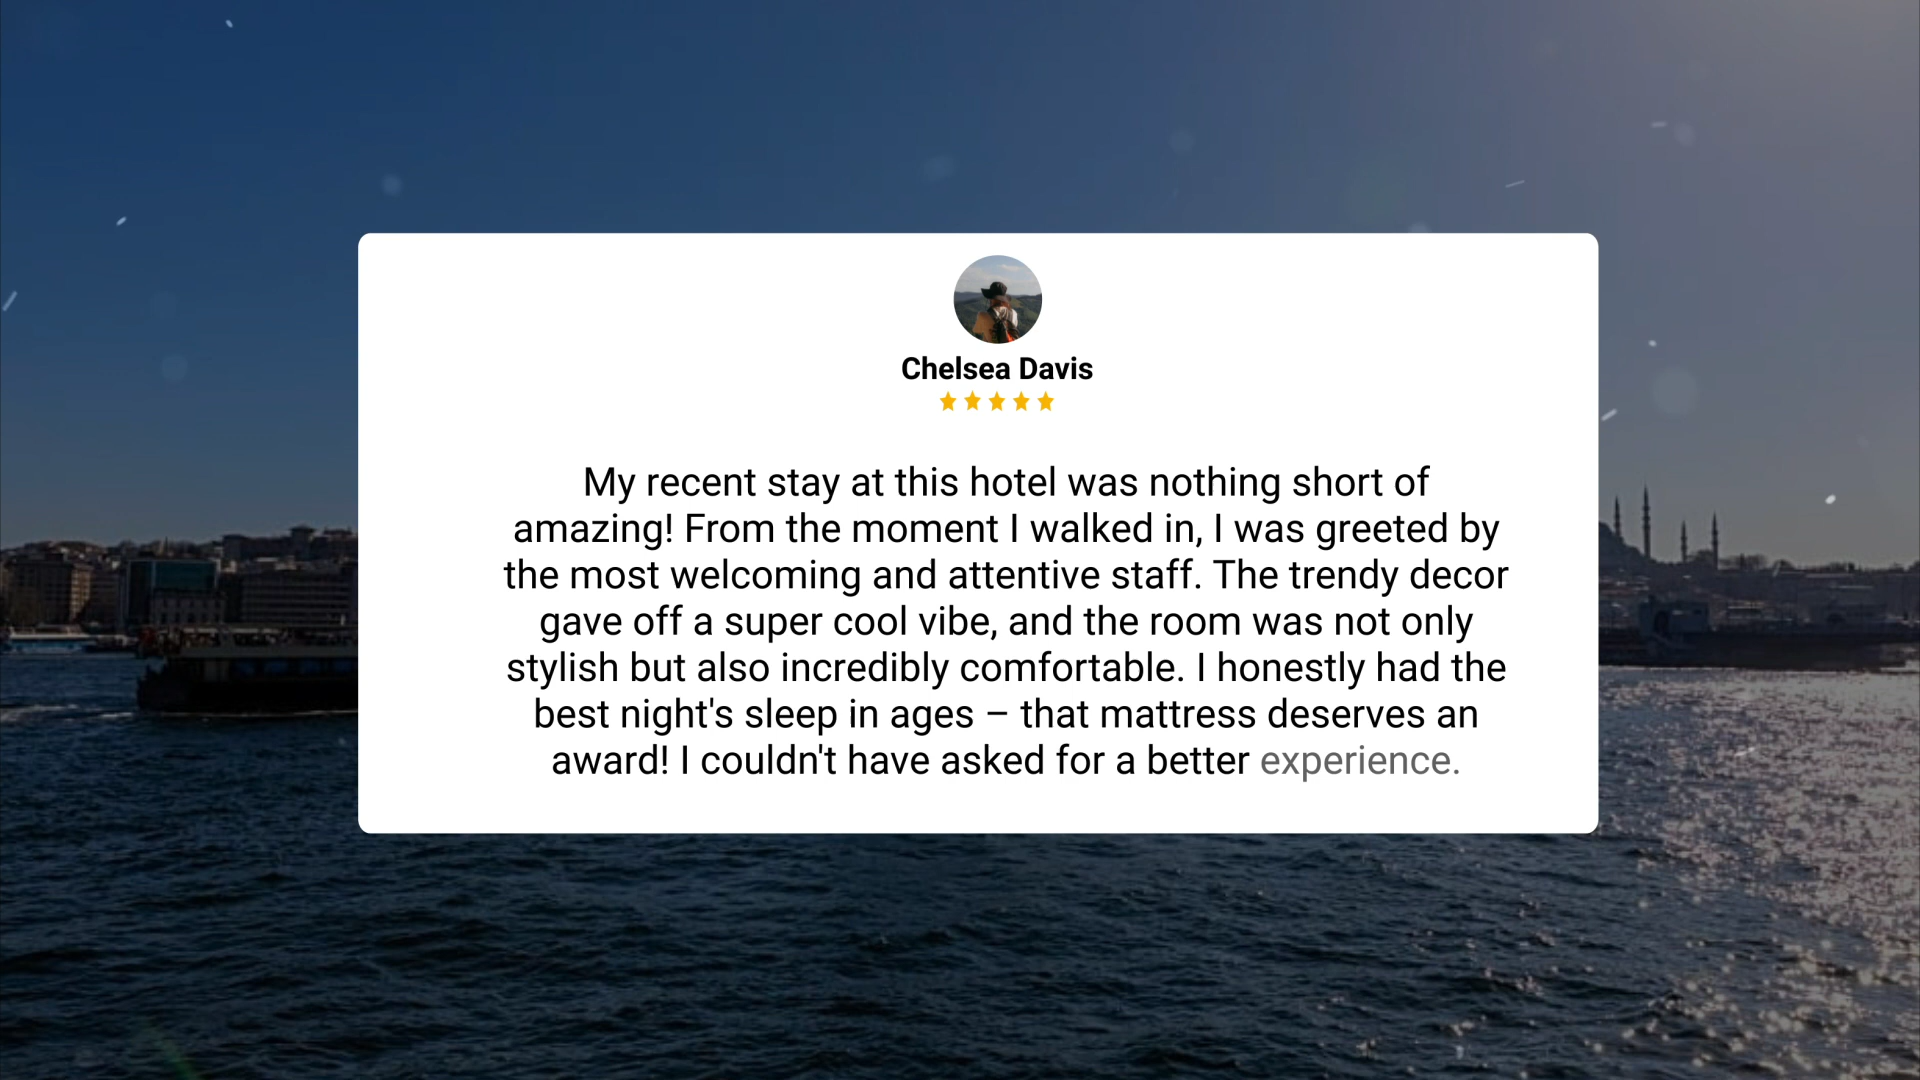 Chelsea Davis
My recent stay at this hotel was nothing short of
amazing! From the moment I walked in, I was greeted by
the most welcoming and attentive staff. The trendy decor
gave off a super cool vibe, and the room was not only
stylish but also incredibly comfortable. I honestly had the
best night's sleep in ages – that mattress deserves an
award! I couldn't have asked for a better experience.